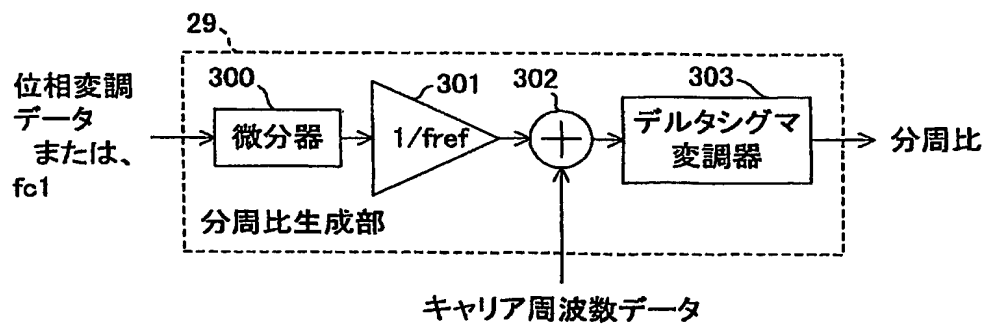 29
位相変調
データ
または、
fc1
300
微分器
301
1/fref
302
303
デルタシグマ
変調器
分周比
分周比生成部
キャリア周波数データ